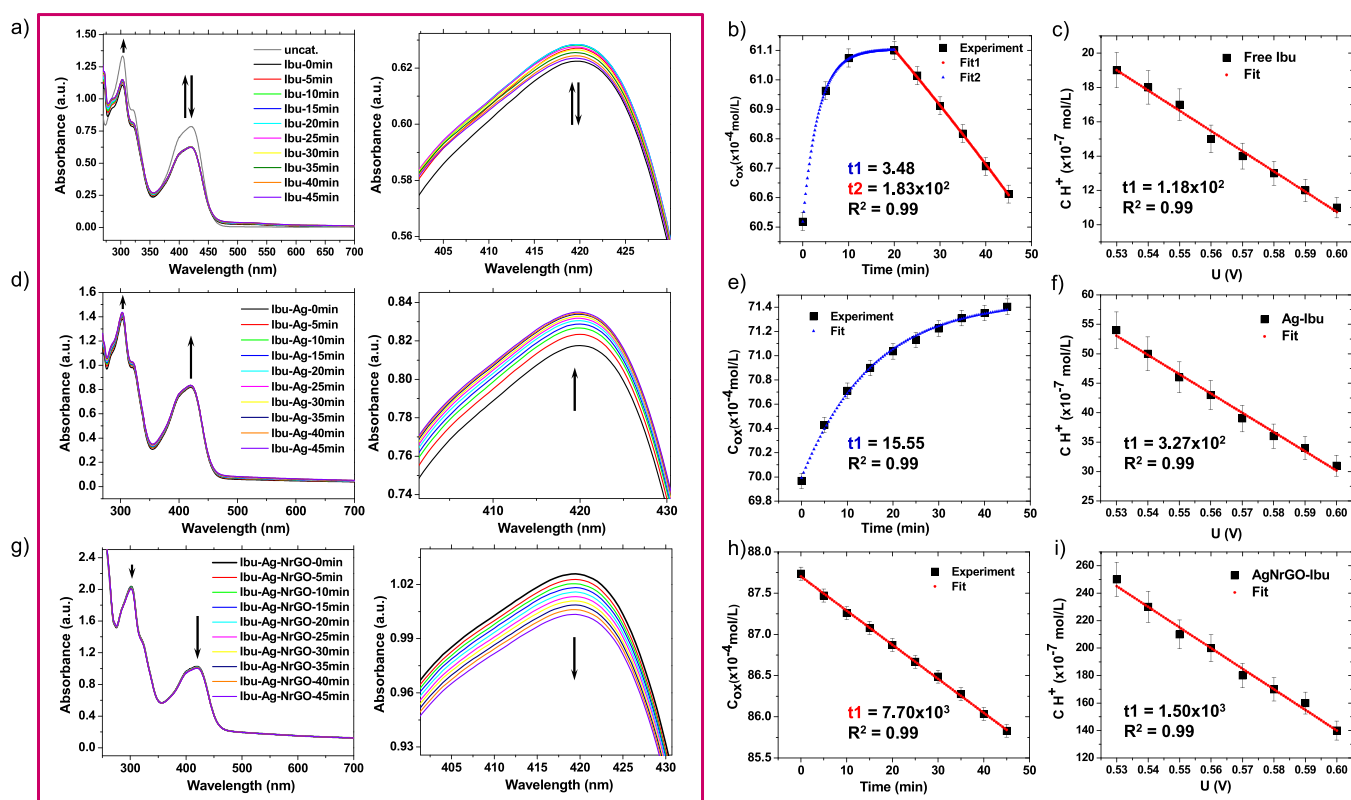 a)
Absorbance (a.u.)
1.50
1.25
1.00
0.75
0.50
0.25
0.00
uncat.
Ibu-0min
Ibu-5min
Ibu-10min
Ibu-15min
Ibu-20min
Ibu-25min
Ibu-30min
Ibu-35min
Ibu-40min
Ibu-45min
300 350 400 450 500 550 600 650 700
Wavelength (nm)
Absorbance (a.u.)
0.62
0.60
0.58
0.56
405 410 415 420 425
Wavelength (nm)
b)
Cox(x10-4mol/L)
61.1
61.0
60.9
60.8
60.7
60.6
60.5
Experiment
Fit1
Fit2
t1 = 3.48
t2 = 1.83x10²
R² = 0.99
0 10 20 30 40 50
Time (min)
c)
C H⁺ (x10⁻⁷ mol/L)
20
18
16
14
12
10
Free Ibu
Fit
t1 = 1.18x10²
R² = 0.99
0.53 0.54 0.55 0.56 0.57 0.58 0.59 0.60
U (V)
d)
Absorbance (a.u.)
1.6
1.4
1.2
1.0
0.8
0.6
0.4
0.2
0.0
Ibu-Ag-0min
Ibu-Ag-5min
Ibu-Ag-10min
Ibu-Ag-15min
Ibu-Ag-20min
Ibu-Ag-25min
Ibu-Ag-30min
Ibu-Ag-35min
Ibu-Ag-40min
Ibu-Ag-45min
300 400 500 600 700
Wavelength (nm)
Absorbance (a.u.)
0.84
0.82
0.80
0.78
0.76
0.74
410 420 430
Wavelength (nm)
e)
Cox(x10⁻⁴mol/L)
71.4
71.2
71.0
70.8
70.6
70.4
70.2
70.0
69.8
Experiment
Fit
t1 = 15.55
R² = 0.99
0 10 20 30 40 50
Time (min)
f)
C H⁺ (x10⁻⁷ mol/L)
60
55
50
45
40
35
30
25
Ag-Ibu
Fit
t1 = 3.27x10²
R² = 0.99
0.53 0.54 0.55 0.56 0.57 0.58 0.59 0.60
U (V)
g)
Absorbance (a.u.)
2.4
2.0
1.6
1.2
0.8
0.4
0.0
Ibu-Ag-NrGO-0min
Ibu-Ag-NrGO-5min
Ibu-Ag-NrGO-10min
Ibu-Ag-NrGO-15min
Ibu-Ag-NrGO-20min
Ibu-Ag-NrGO-25min
Ibu-Ag-NrGO-30min
Ibu-Ag-NrGO-35min
Ibu-Ag-NrGO-40min
Ibu-Ag-NrGO-45min
250 300 350 400 450 500 550 600 650 700
Wavelength (nm)
Absorbance (a.u.)
1.02
0.99
0.96
0.93
405 410 415 420 425 430
Wavelength (nm)
h)
Cox(x10⁻⁴mol/L)
88.0
87.5
87.0
86.5
86.0
85.5
Experiment
Fit
t1 = 7.70x10³
R² = 0.99
0 10 20 30 40 50
Time (min)
i)
C H⁺ (x10⁻⁷ mol/L)
260
240
220
200
180
160
140
120
100
AgNrGO-Ibu
Fit
t1 = 1.50x10³
R² = 0.99
0.53 0.54 0.55 0.56 0.57 0.58 0.59 0.60
U (V)